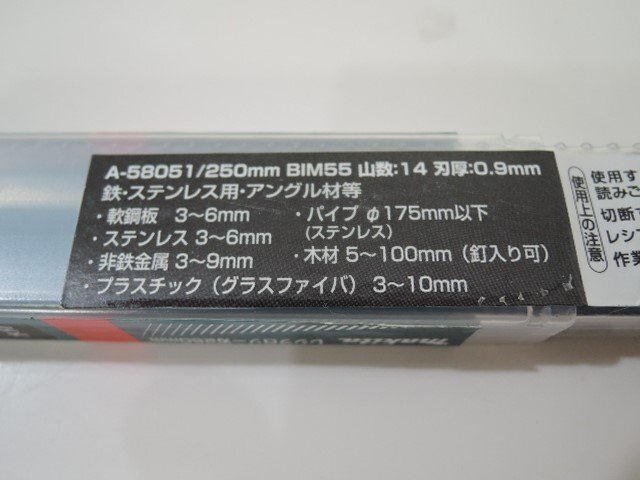 A-58051/250mm BIM55 山数:14 刃厚:0.9mm
鉄・ステンレス用・アングル材等
・軟鋼板 3～6mm
・ステンレス 3～6mm
・非鉄金属 3～9mm
・プラスチック（グラスファイバ） 3～10mm
・パイプ φ175mm以下
(ステンレス)
・木材 5～100mm（釘入り可）
使用上の注意
使用す
読みこ
切断
レシプ
作業
makita